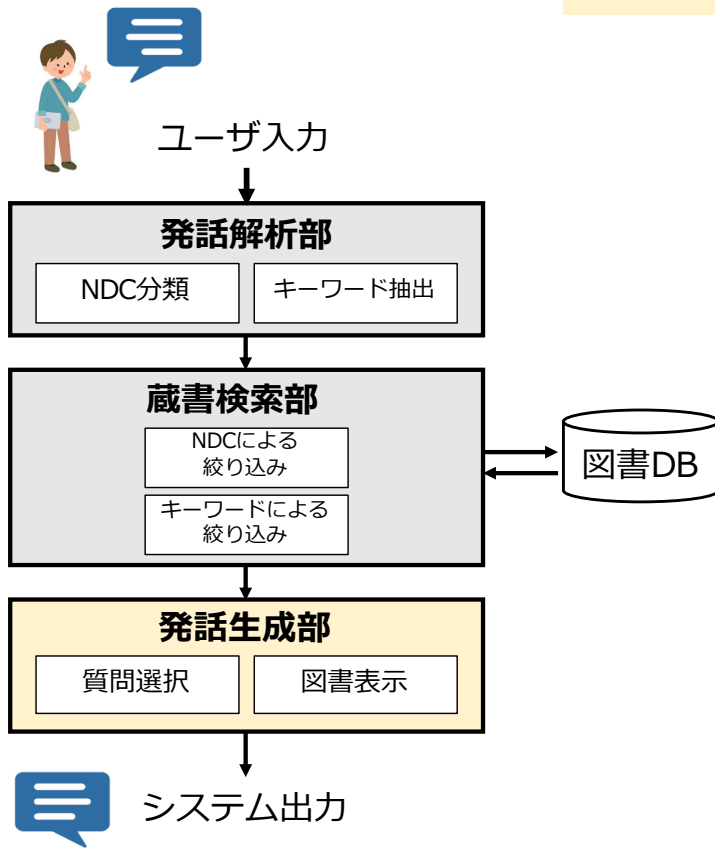 ユーザ入力
発話解析部
NDC分類
キーワード抽出
蔵書検索部
NDCによる
絞り込み
キーワードによる
絞り込み
図書DB
発話生成部
質問選択
図書表示
システム出力